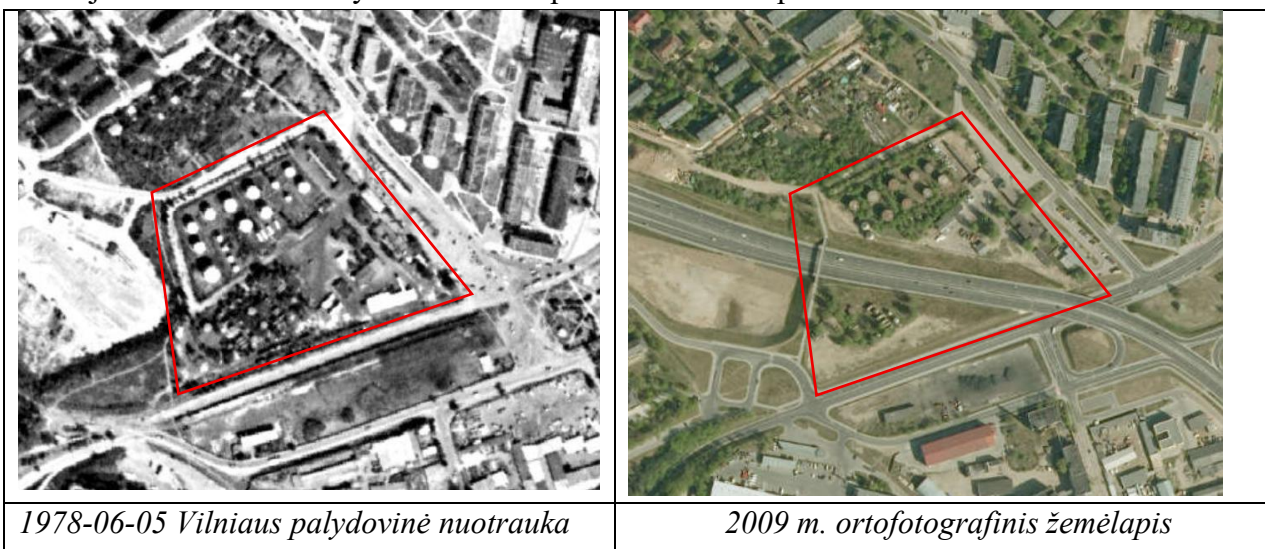 1978-06-05 Vilniaus palydovinė nuotrauka
2009 m. ortofotografinis žemėlapis